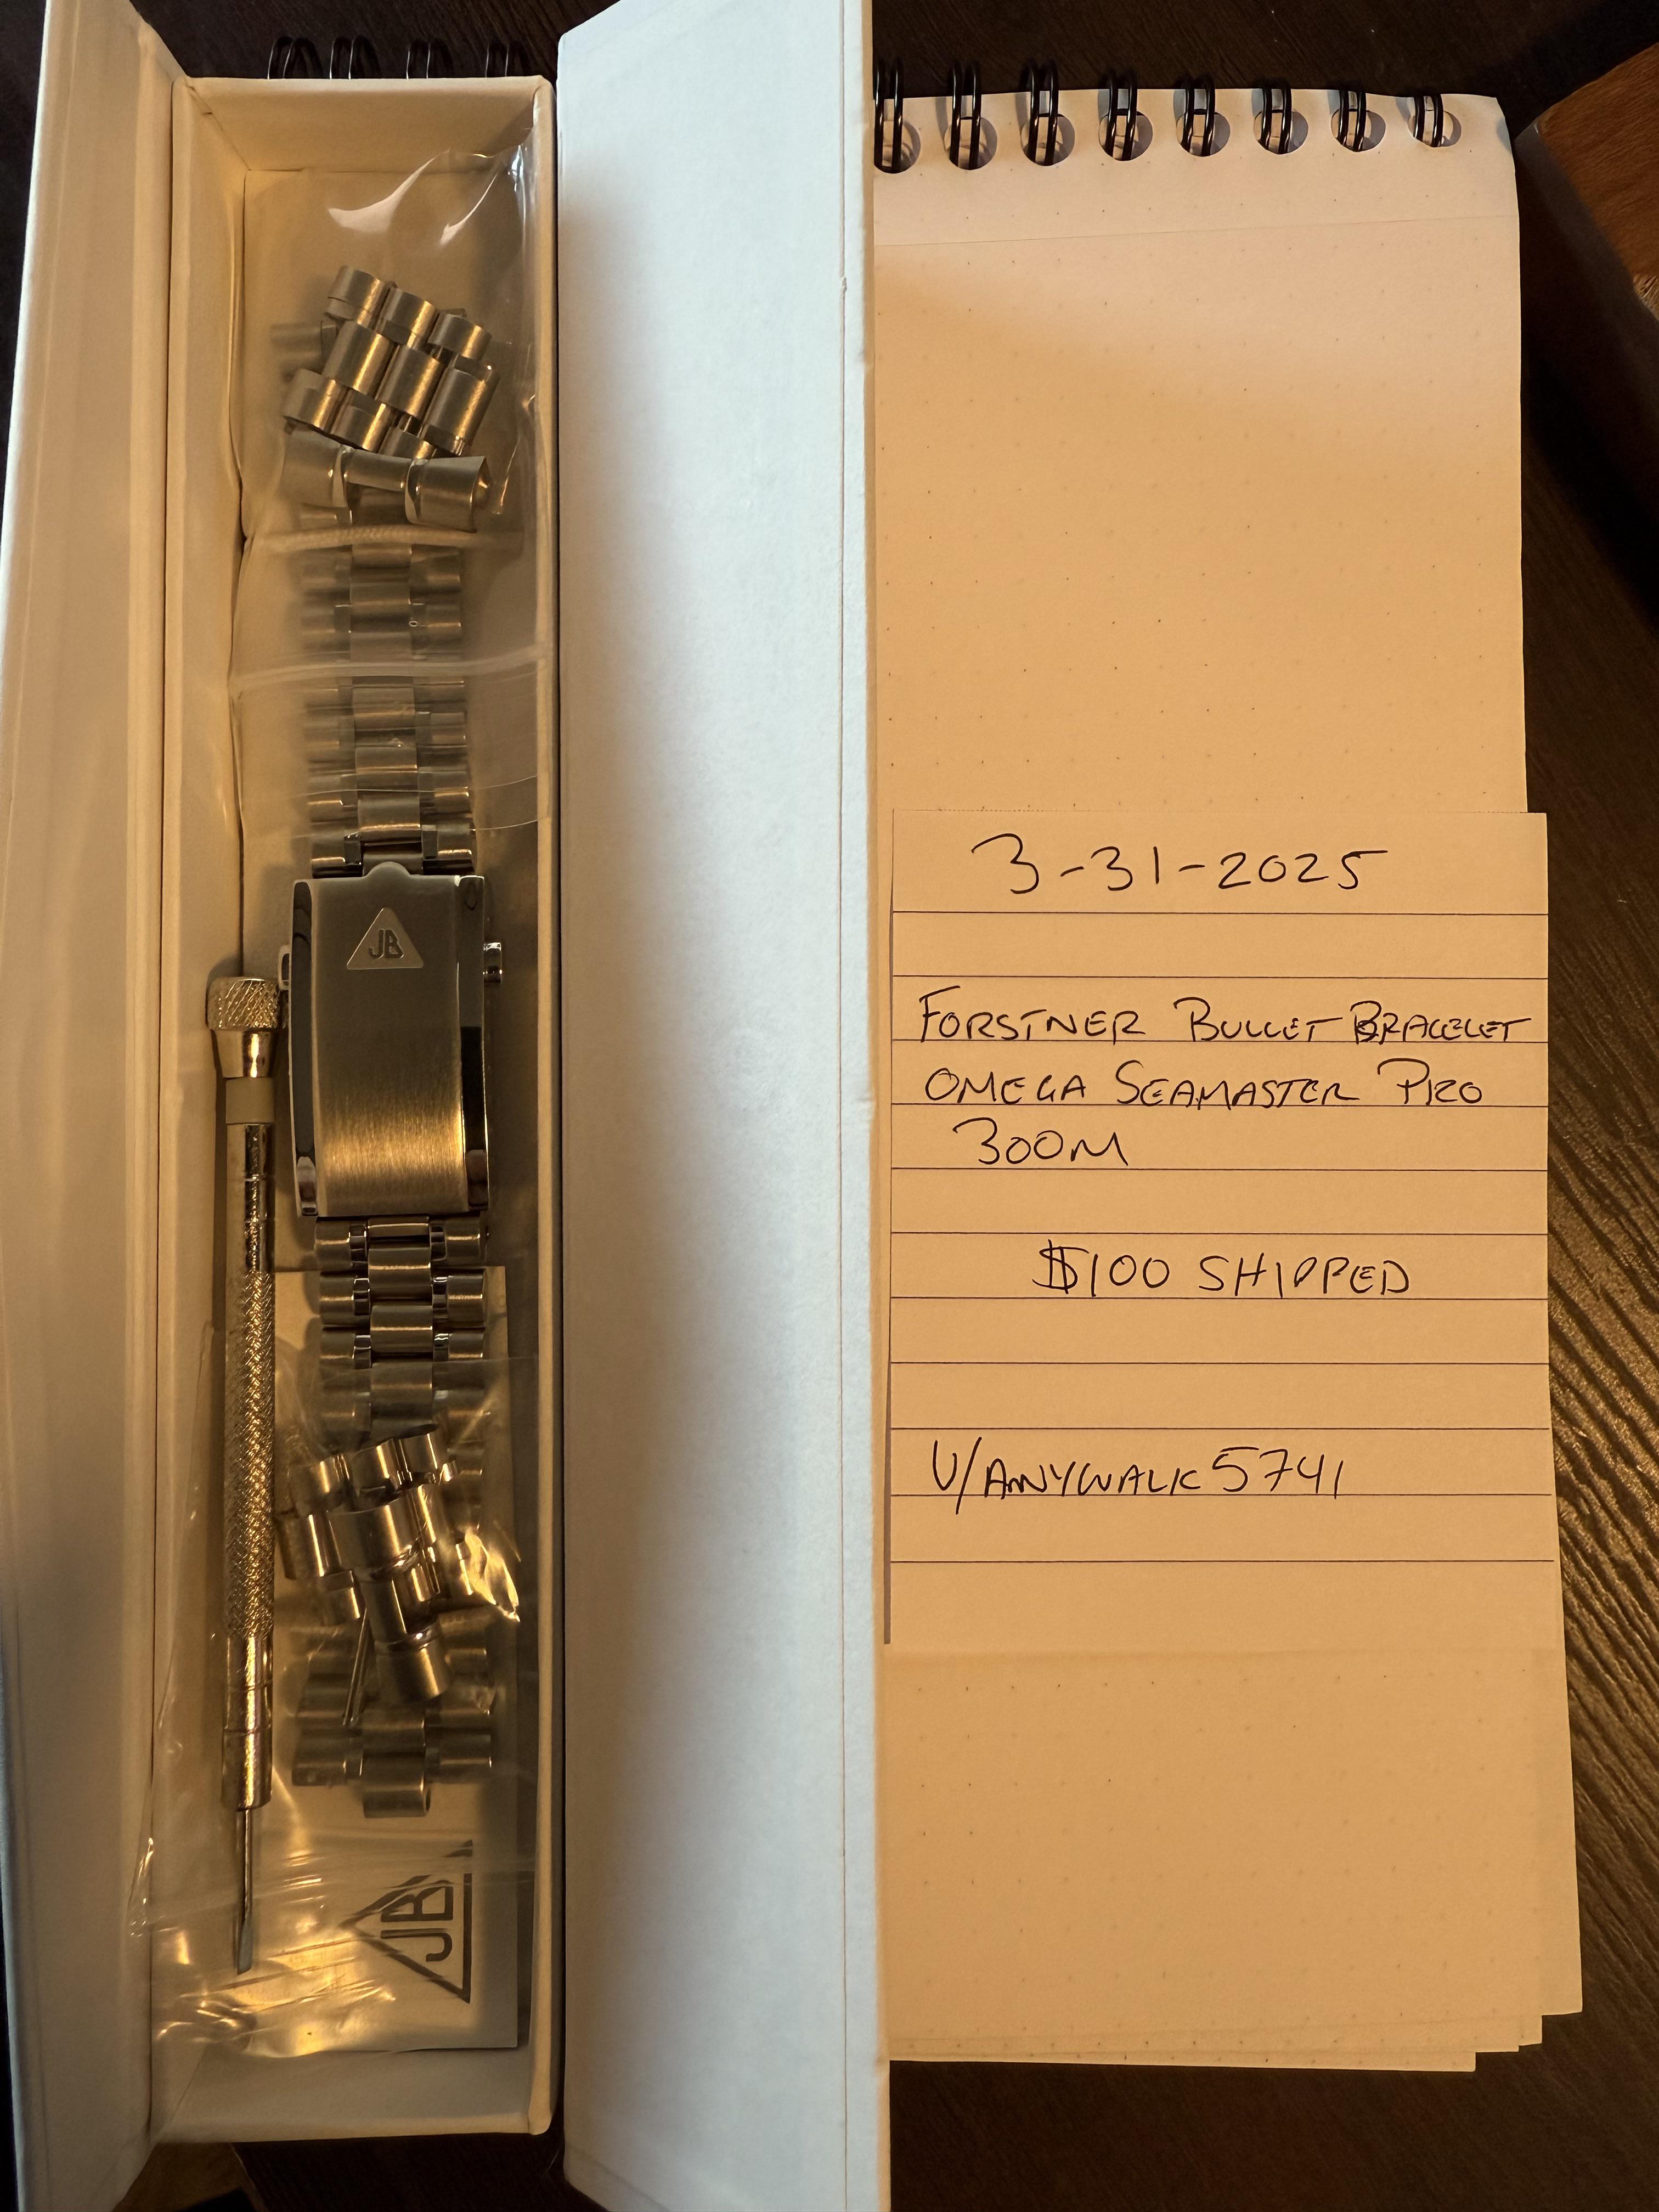 JB
JB
3-31-2025
FORSTNER BULLET BRACELET
OMEGA SEAMASTER PRO
300M
$100 SHIPPED
U/ANYWALK5741